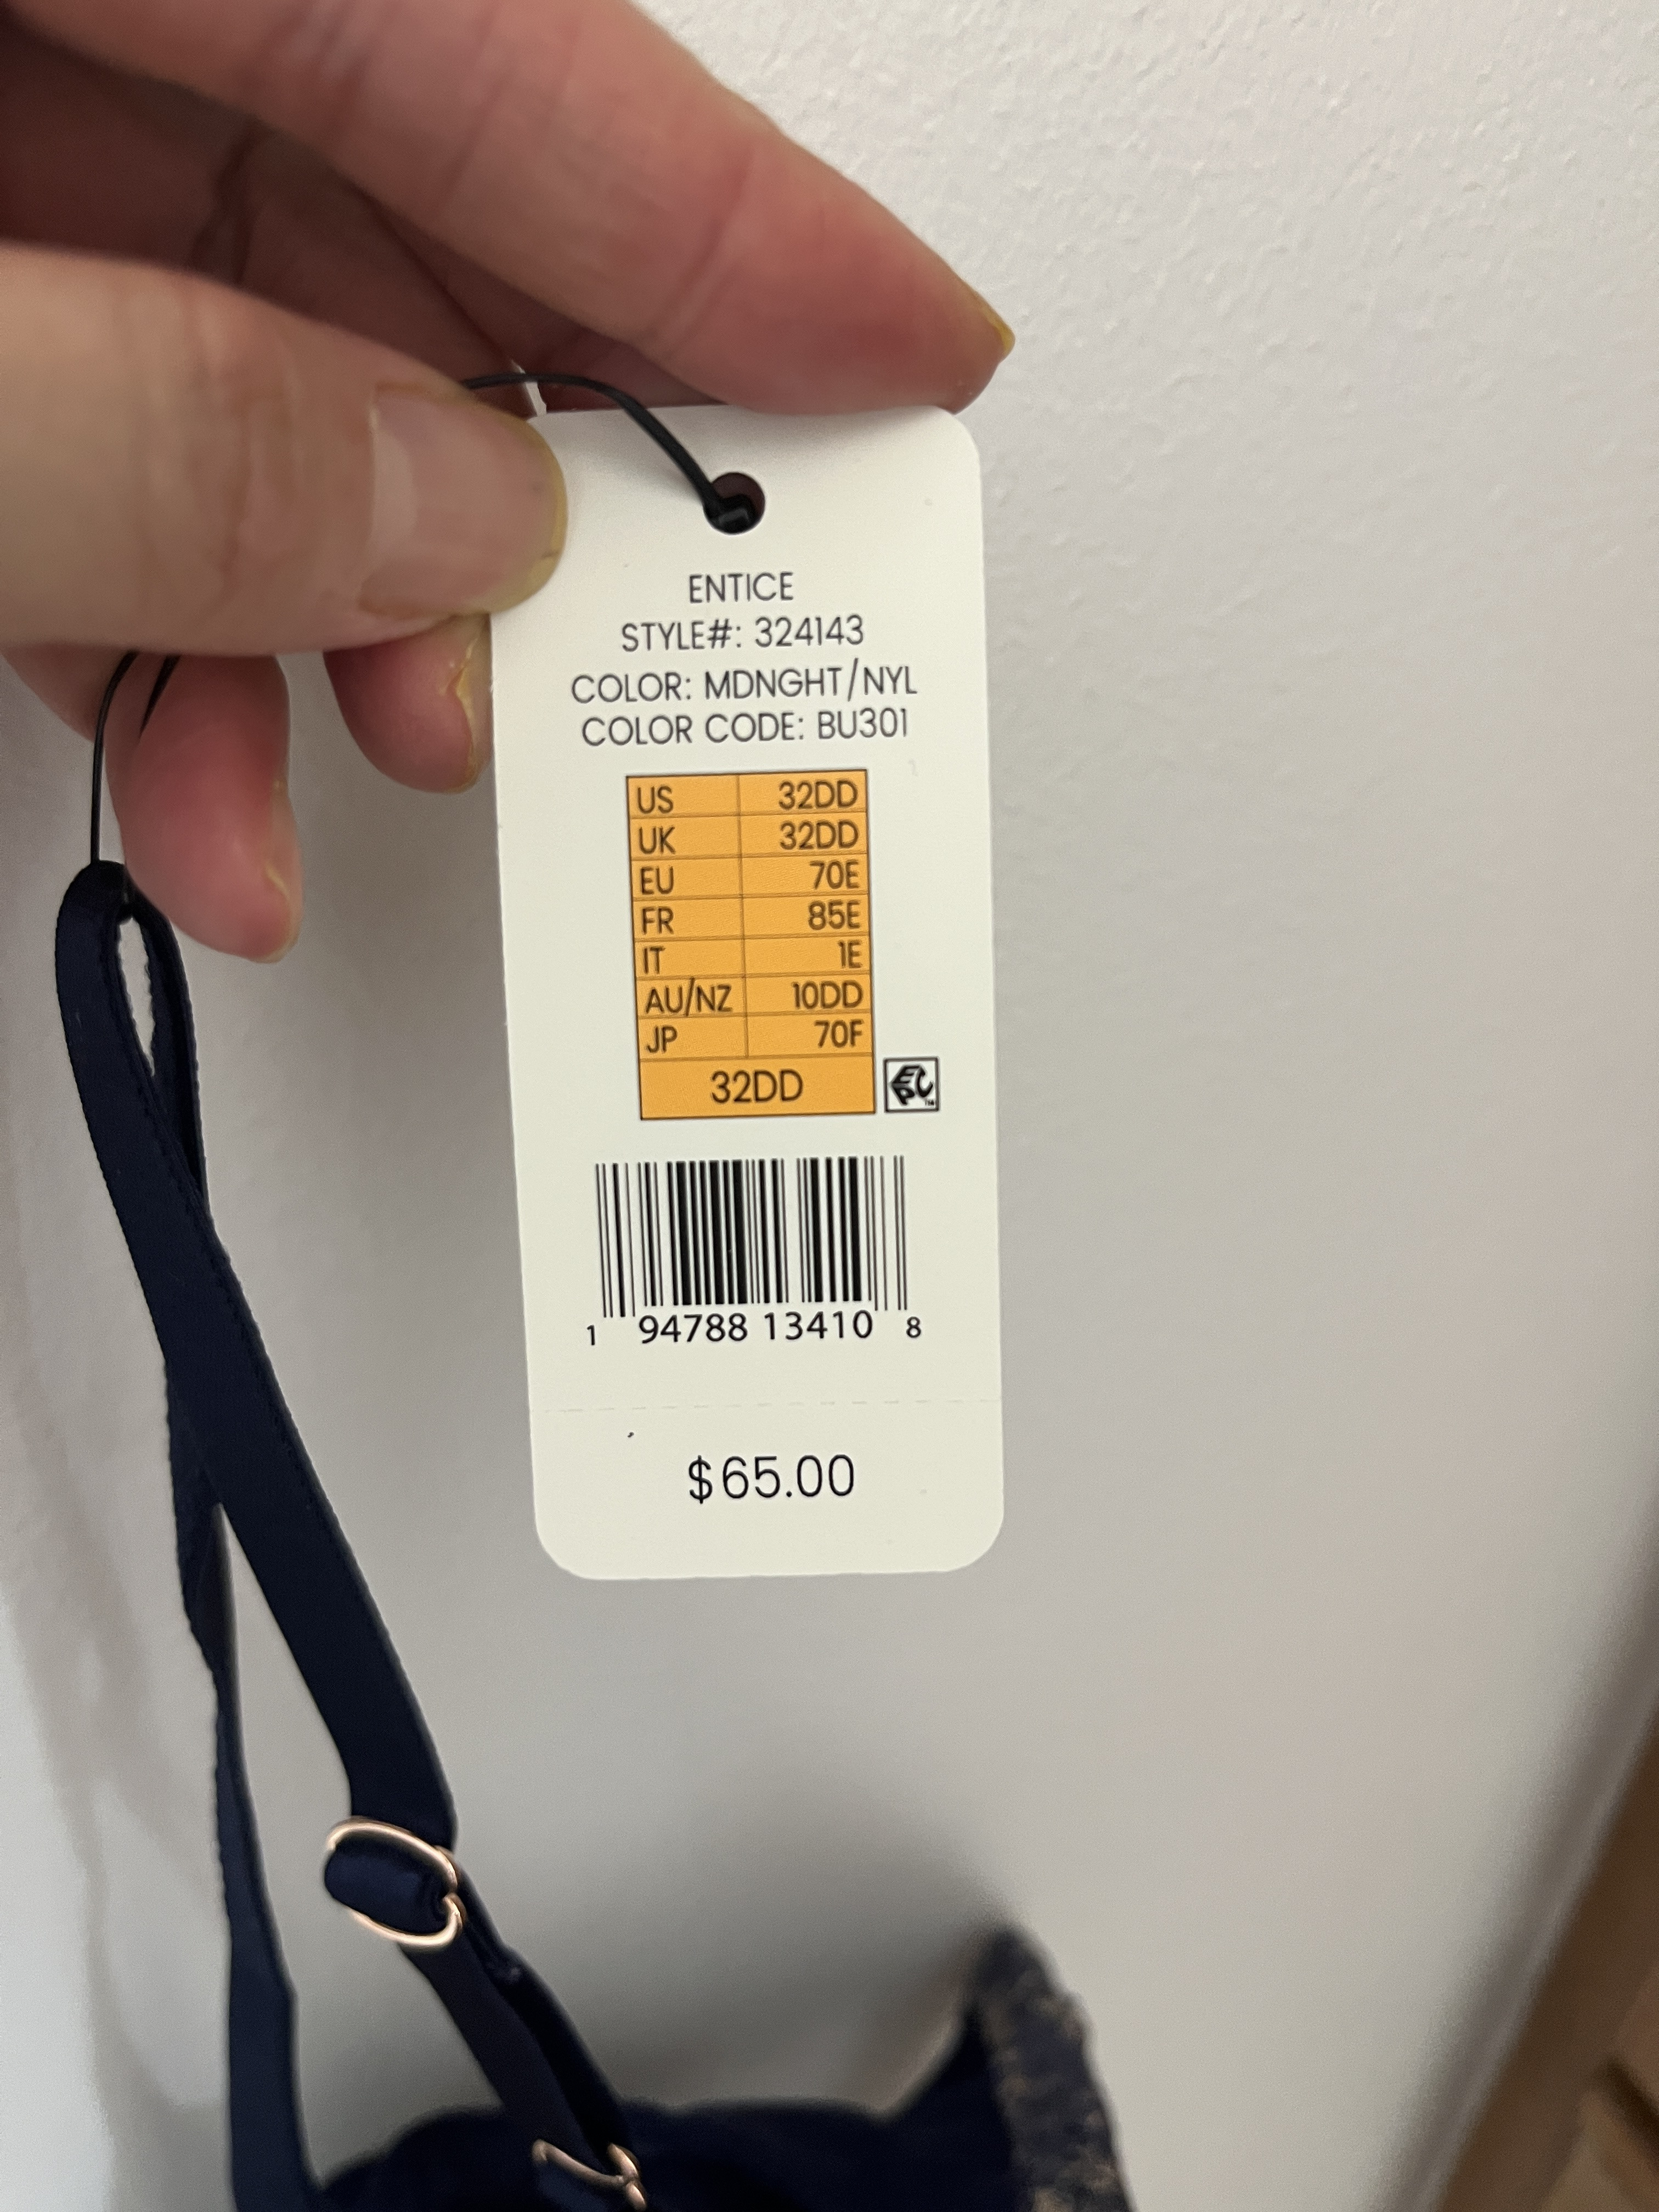 ENTICE
STYLE#: 324143
COLOR: MDNGHT/NYL
COLOR CODE: BU301
US 32DD
UK 32DD
EU 70E
FR 85E
IT 1E
AU/NZ 10DD
JP 70F
32DD
EPC
1 94788 13410 8
$65.00